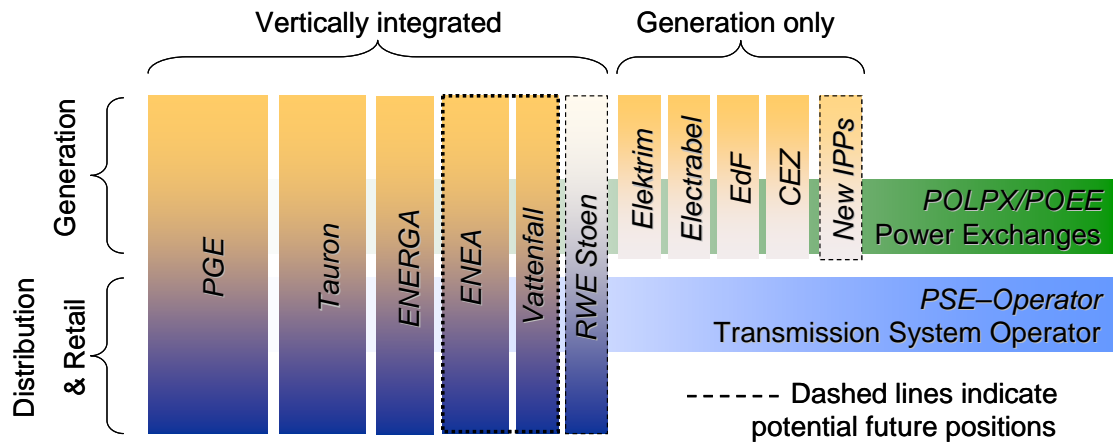 Vertically integrated
Generation only
Generation
Distribution
& Retail
PGE
Tauron
ENERGA
ENEA
Vattenfall
RWE Stoen
Elektrim
Electrabel
EdF
CEZ
New IPPs
POLPX/POEE
Power Exchanges
PSE–Operator
Transmission System Operator
Dashed lines indicate
potential future positions